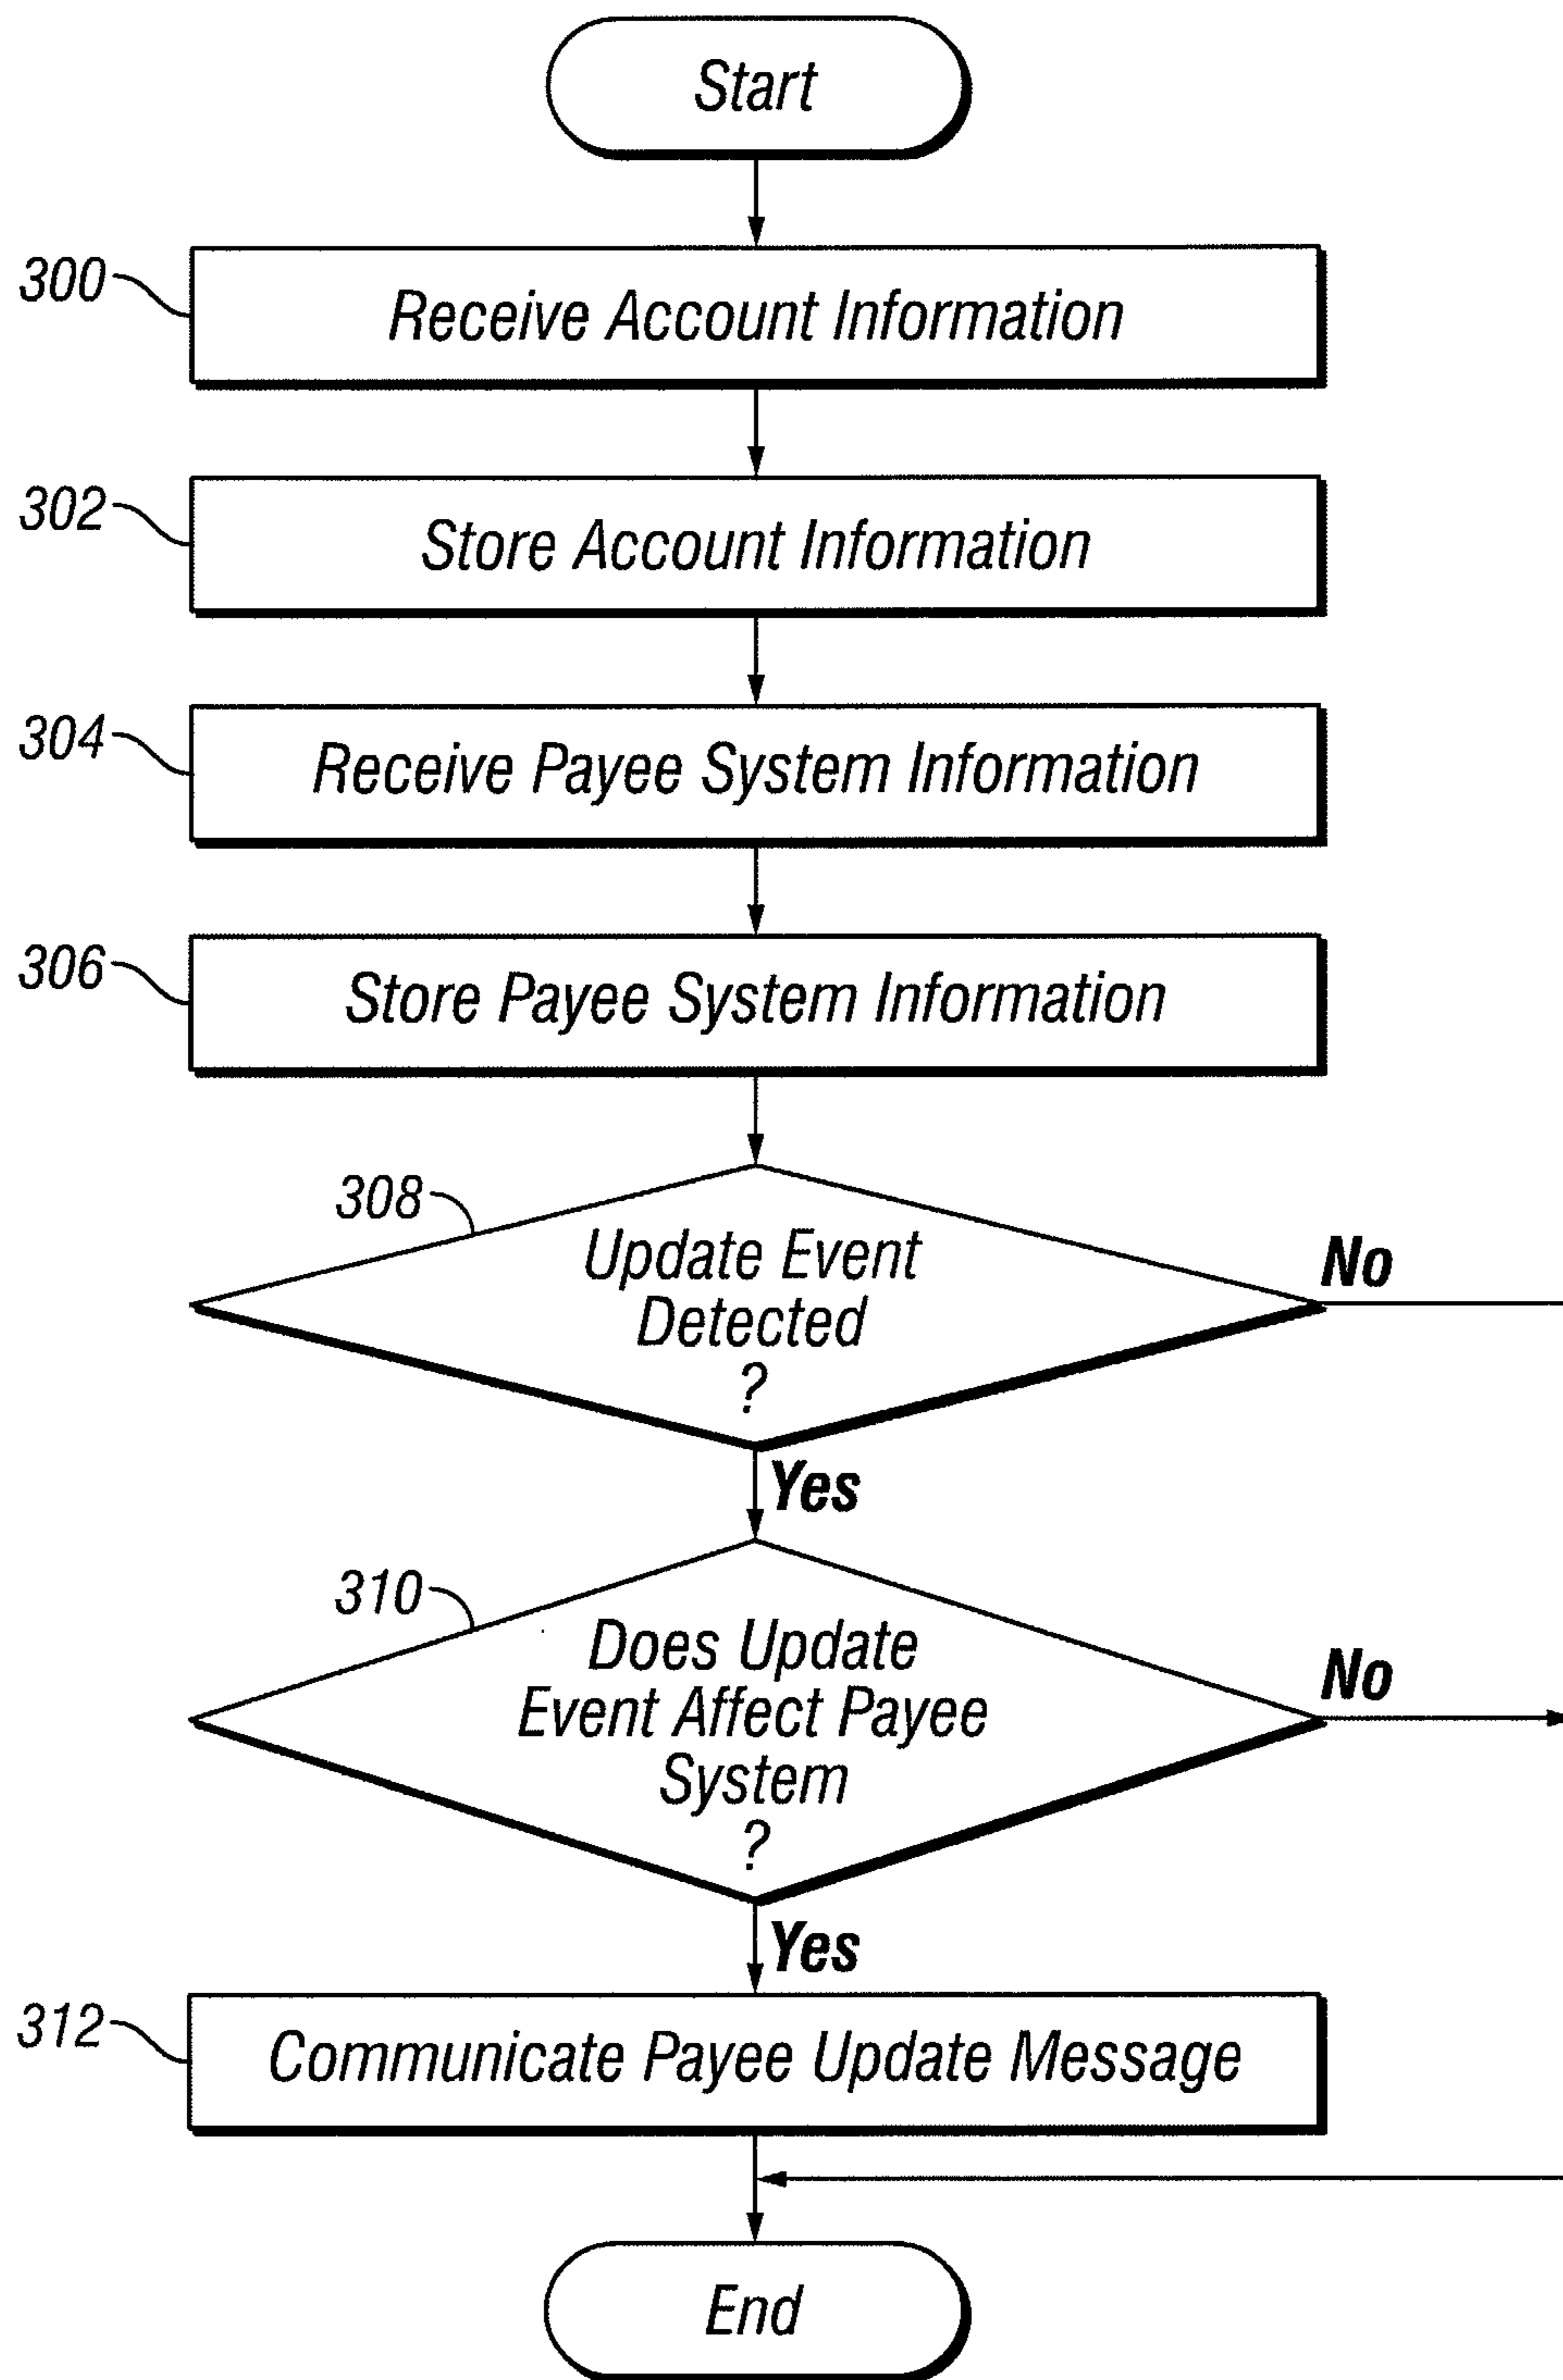 Start
300
Receive Account Information
302
Store Account Information
304
Receive Payee System Information
306
Store Payee System Information
308
Update Event
Detected
?
No
Yes
310
Does Update
Event Affect Payee
System
?
No
Yes
312
Communicate Payee Update Message
End